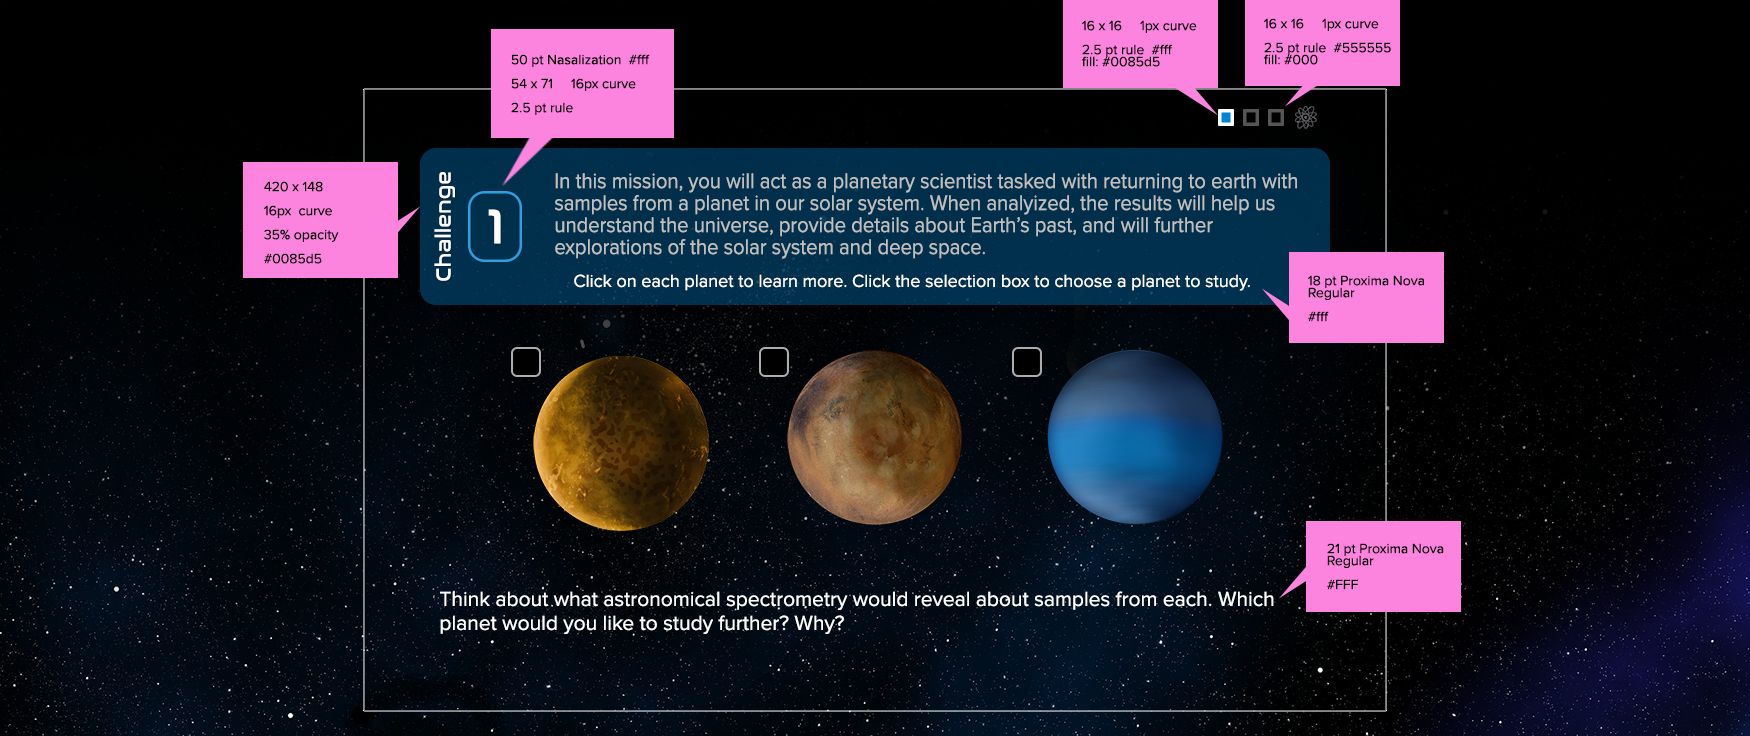 16 x 16 1px curve
2.5 pt rule #fff
fill: #0085d5
16 x 16 1px curve
2.5 pt rule #555555
fill: #000
50 pt Nasalization #fff
54 x 71 16px curve
2.5 pt rule
420 x 148
16px curve
35% opacity
#0085d5
Challenge
1
In this mission, you will act as a planetary scientist tasked with returning to earth with
samples from a planet in our solar system. When analyized, the results will help us
understand the universe, provide details about Earth's past, and will further
explorations of the solar system and deep space.
Click on each planet to learn more. Click the selection box to choose a planet to study.
18 pt Proxima Nova
Regular
#fff
21 pt Proxima Nova
Regular
#FFF
Think about what astronomical spectrometry would reveal about samples from each. Which
planet would you like to study further? Why?